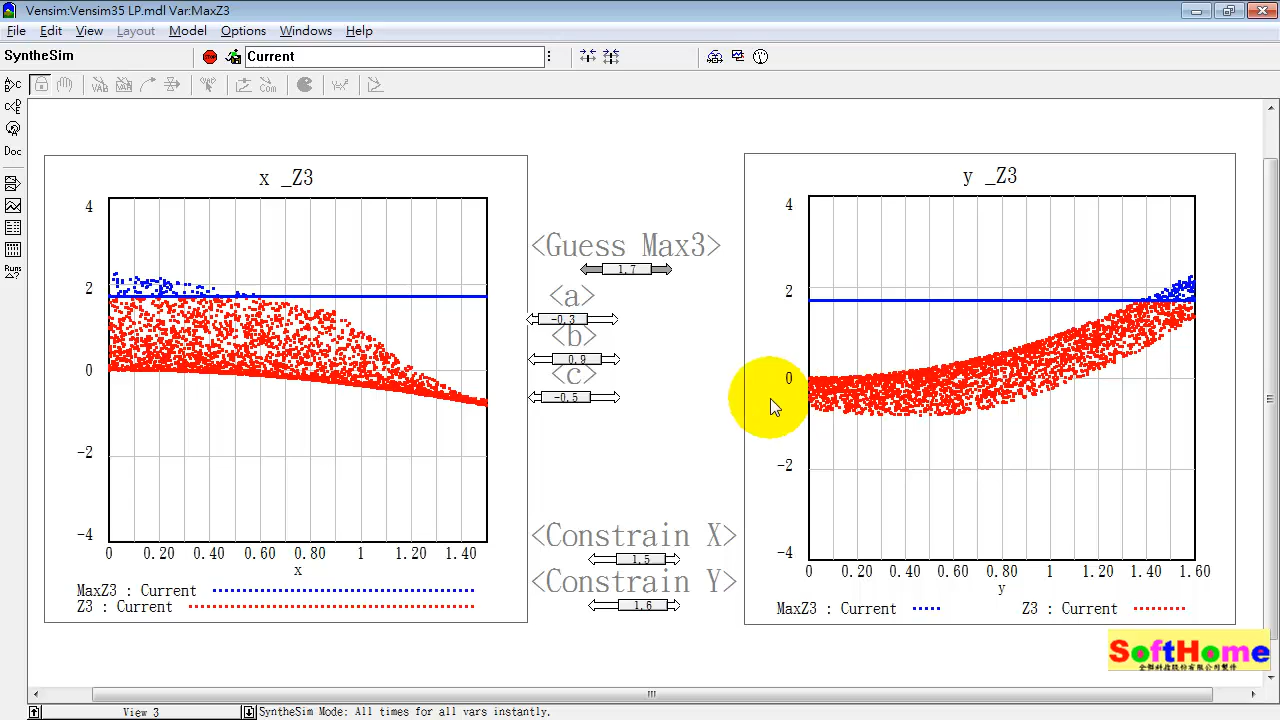 Vensim:Vensim35 LP.mdl Var:MaxZ3
File Edit View Layout Model Options Windows Help
SyntheSim
Current
Doc
Runs
x _Z3
4
2
0
-2
-4
0 0.20 0.40 0.60 0.80 1 1.20 1.40
x
MaxZ3 : Current
Z3 : Current
<Guess Max3>
1.7
<a>
-0.3
<b>
0.9
<c>
-0.5
<Constrain X>
1.5
<Constrain Y>
1.6
y _Z3
4
2
0
-2
-4
0 0.20 0.40 0.60 0.80 1 1.20 1.40 1.60
y
MaxZ3 : Current Z3 : Current
SoftHome
View 3
SyntheSim Mode: All times for all vars instantly.